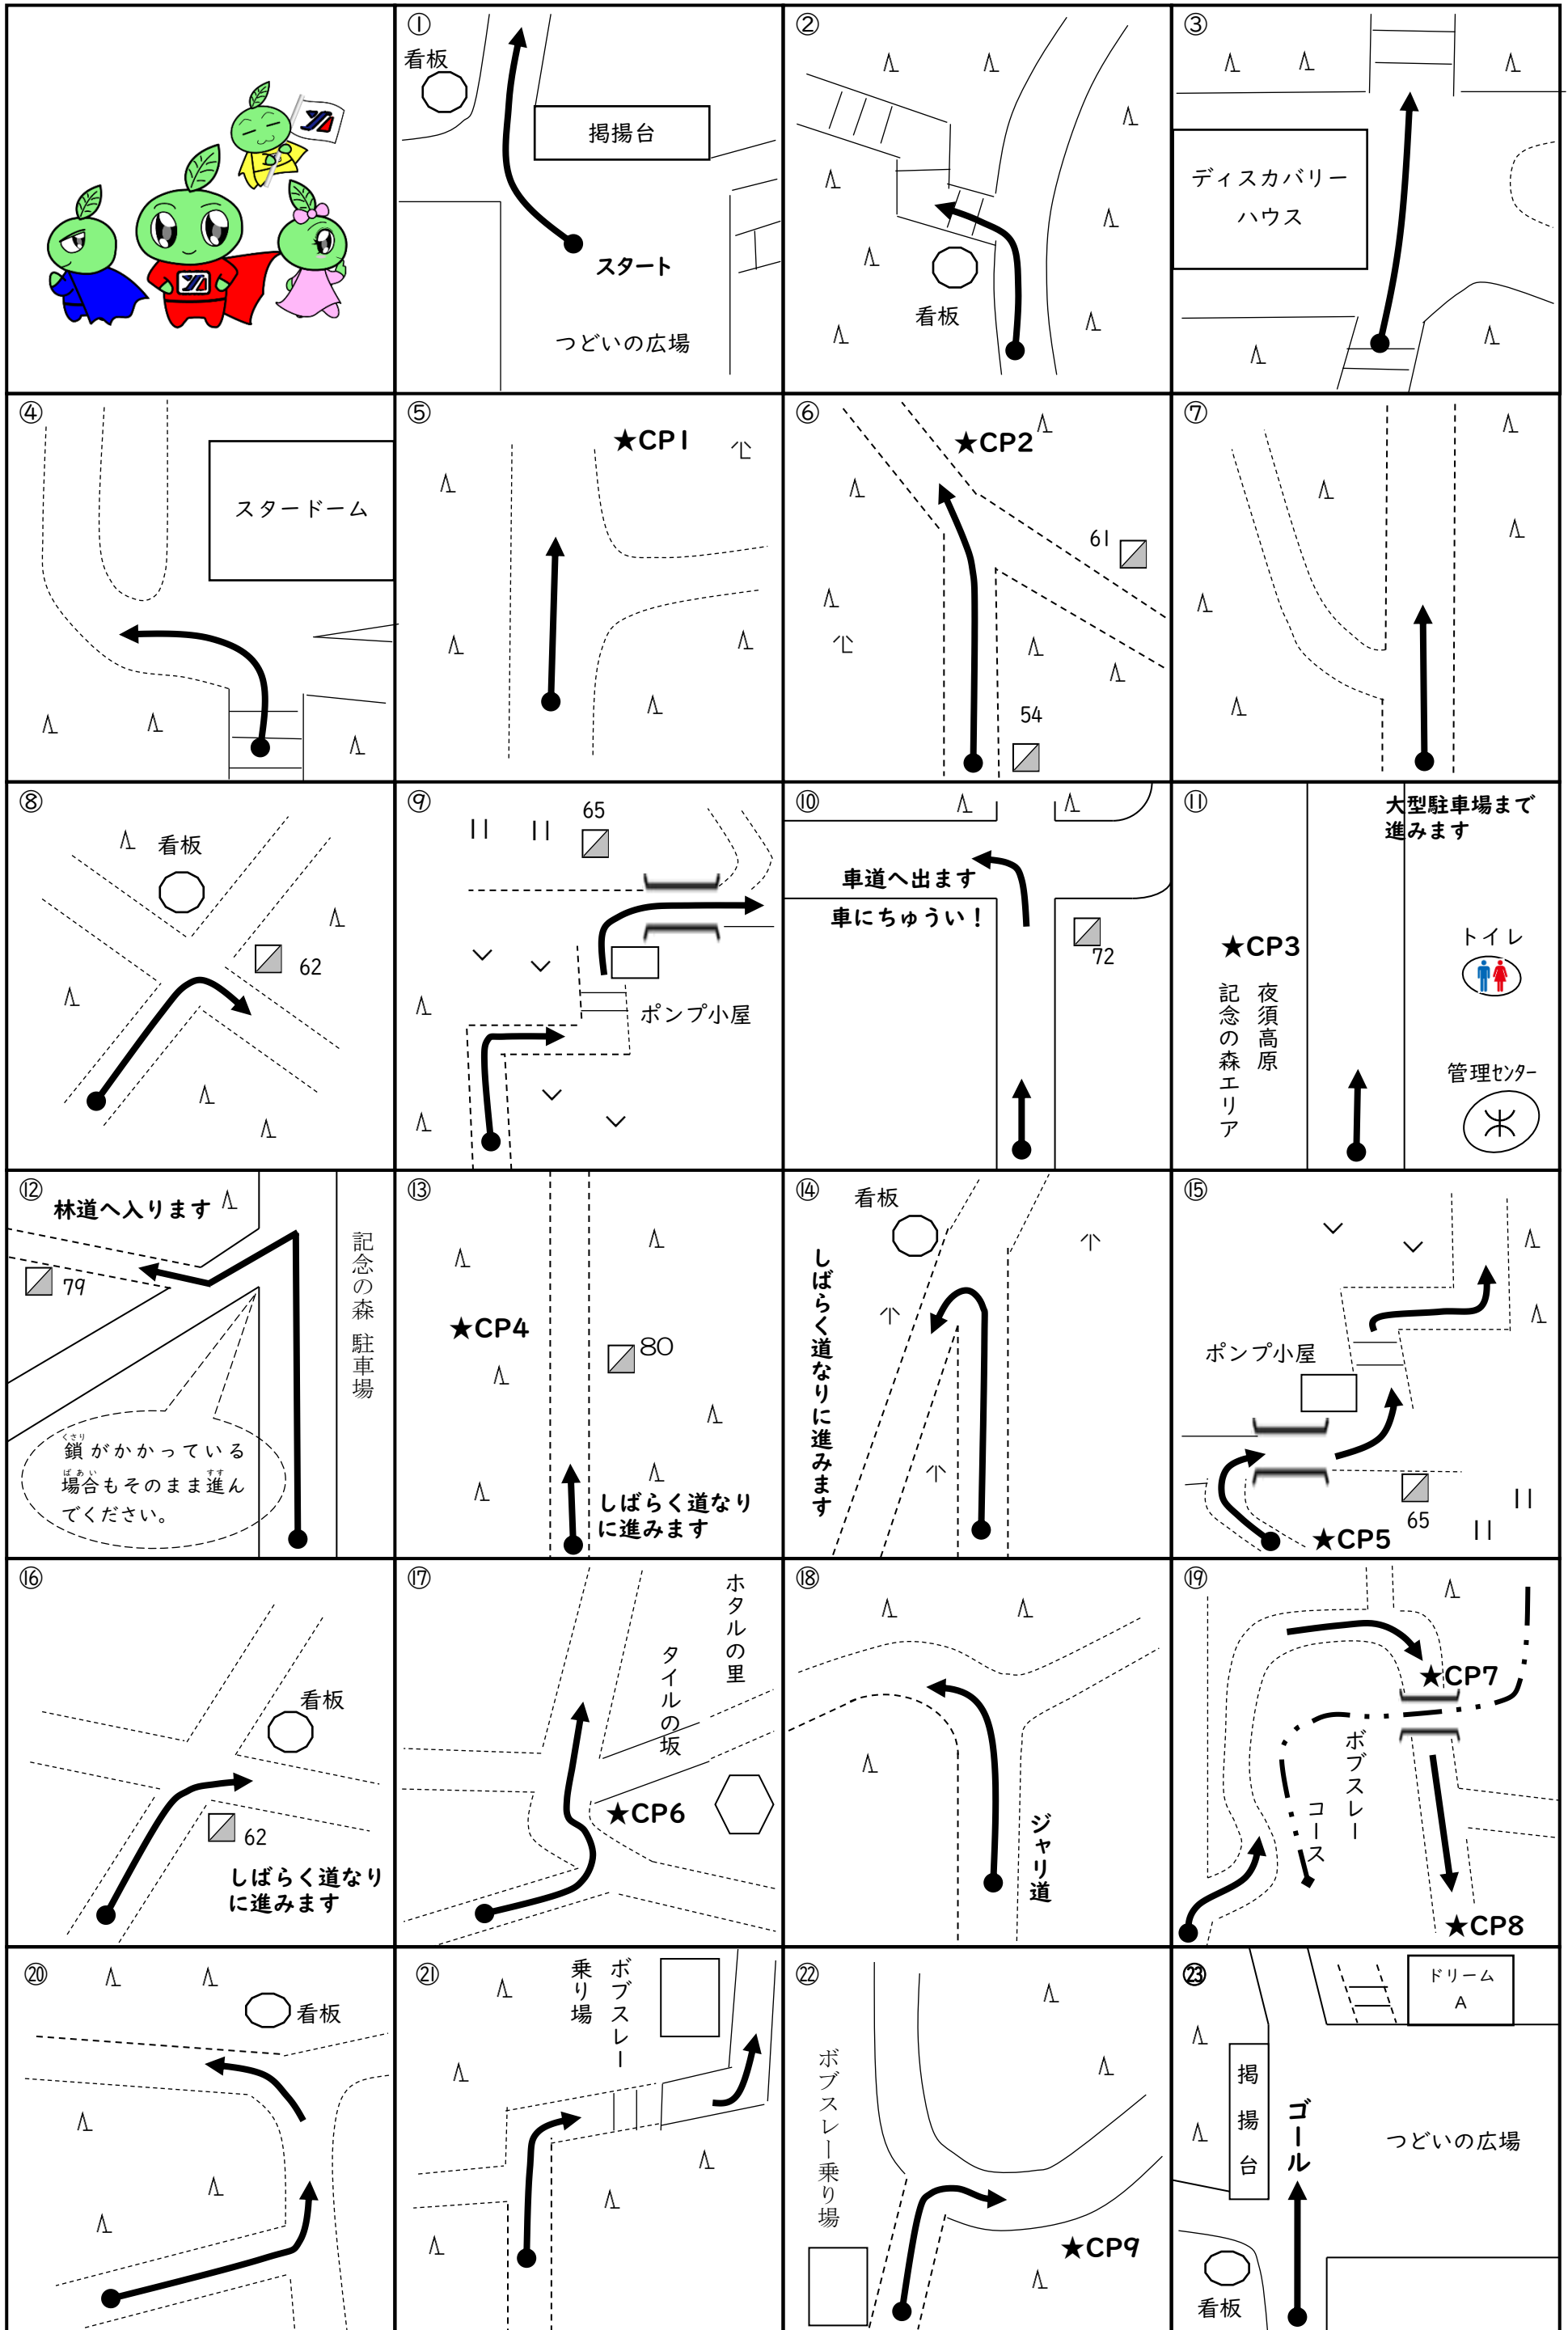 ①
看板
掲揚台
スタート
つどいの広場
②
看板
③
ディスカバリー
ハウス
④
スタードーム
⑤
★CP1
⑥
★CP2
61
54
⑦
⑧
看板
62
⑨
65
ポンプ小屋
⑩
車道へ出ます
車にちゅうい！
72
⑪
大型駐車場まで
進みます
★CP3
夜須高原
記念の森エリア
トイレ
管理ｾﾝﾀｰ
⑫
林道へ入ります
79
記念の森 駐車場
鎖がかかっている
くさり
場合もそのまま進ん
ばあい
すす
でください。
⑬
★CP4
80
しばらく道なり
に進みます
⑭
看板
しばらく道なりに進みます
⑮
ポンプ小屋
65
★CP5
⑯
看板
62
しばらく道なり
に進みます
⑰
ホタルの里
タイルの坂
★CP6
⑱
ジャリ道
⑲
★CP7
ボブスレー
コース
★CP8
⑳
看板
㉑
ボブスレー
乗り場
㉒
ボブスレー乗り場
★CP9
㉓
ドリーム
A
掲揚台
ゴール
つどいの広場
看板